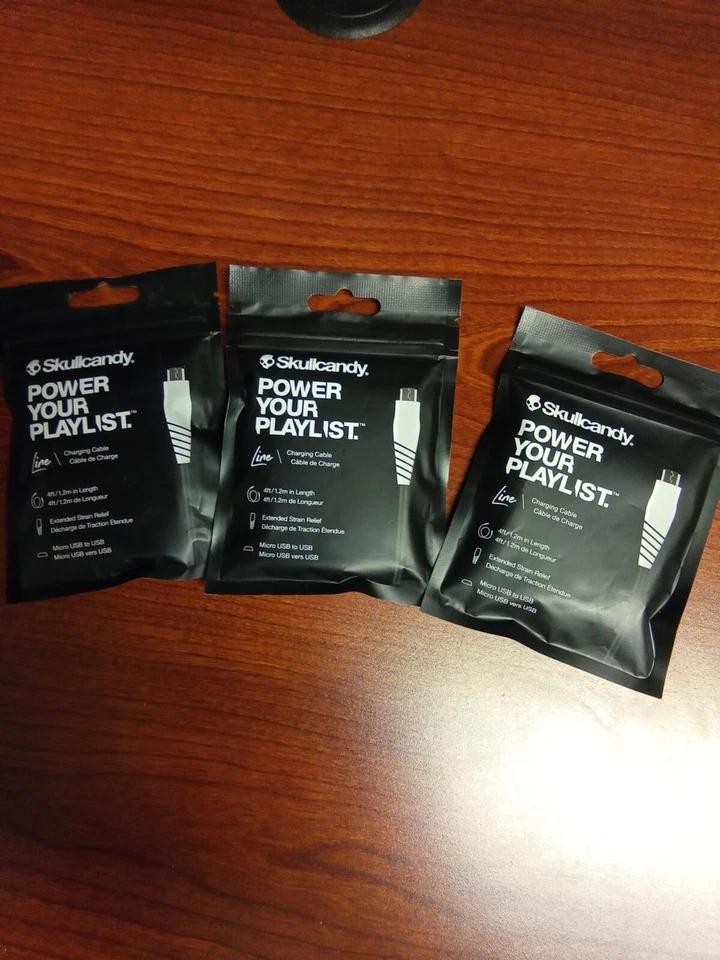 Skullcandy.
POWER
YOUR
PLAYLIST.™
Line \ Charging Cable
Câble de Charge
4ft/1.2m in Length
4ft/1.2m de Longueur
Extended Strain Relief
Décharge de Traction Étendue
Micro USB to USB
Micro USB vers USB
Skullcandy.
POWER
YOUR
PLAYLIST.™
Line \ Charging Cable
Câble de Charge
4ft/1.2m in Length
4ft/1.2m de Longueur
Extended Strain Relief
Décharge de Traction Étendue
Micro USB to USB
Micro USB vers USB
Skullcandy.
POWER
YOUR
PLAYLIST.™
Line \ Charging Cable
Câble de Charge
4ft/1.2m in Length
4ft/1.2m de Longueur
Extended Strain Relief
Décharge de Traction Étendue
Micro USB to USB
Micro USB vers USB